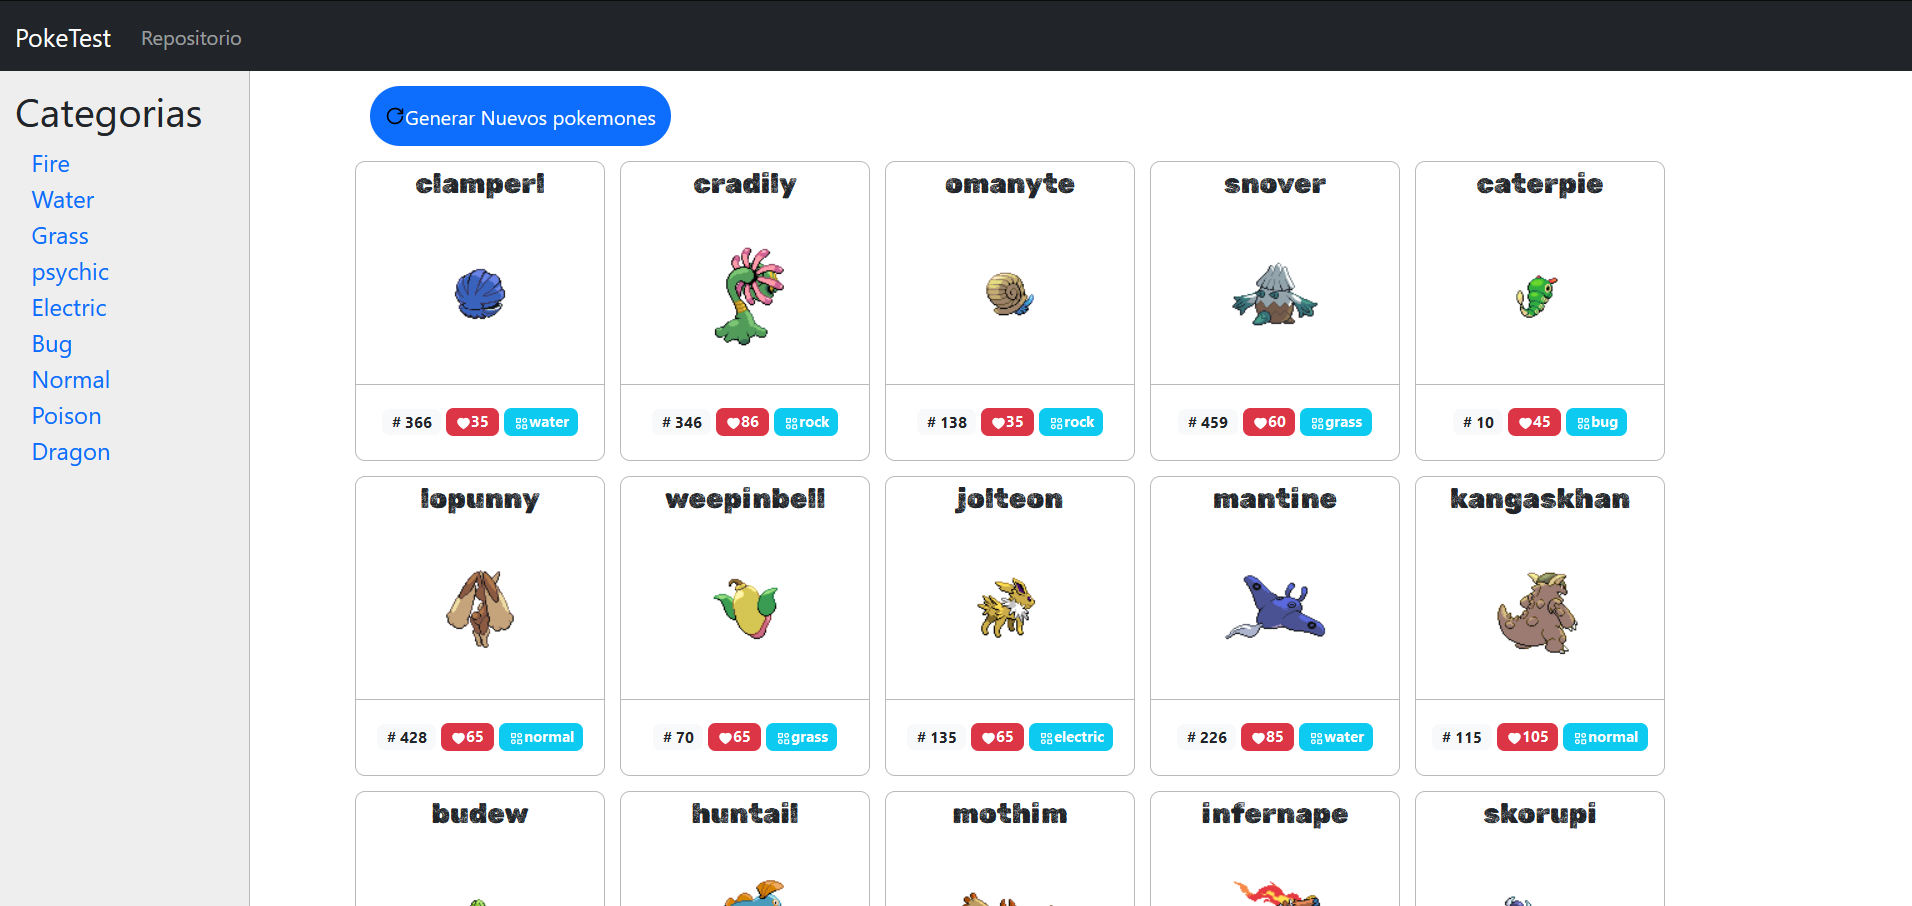 PokeTest Repositorio
Categorias
Fire
Water
Grass
psychic
Electric
Bug
Normal
Poison
Dragon
Generar Nuevos pokemones
clamperl cradily omanyte snover caterpie
# 366 35 water # 346 86 rock # 138 35 rock # 459 60 grass # 10 45 bug
lopunny weepinbell jolteon mantine kangaskhan
# 428 65 normal # 70 65 grass # 135 65 electric # 226 85 water # 115 105 normal
budew huntail mothim infernape skorupi